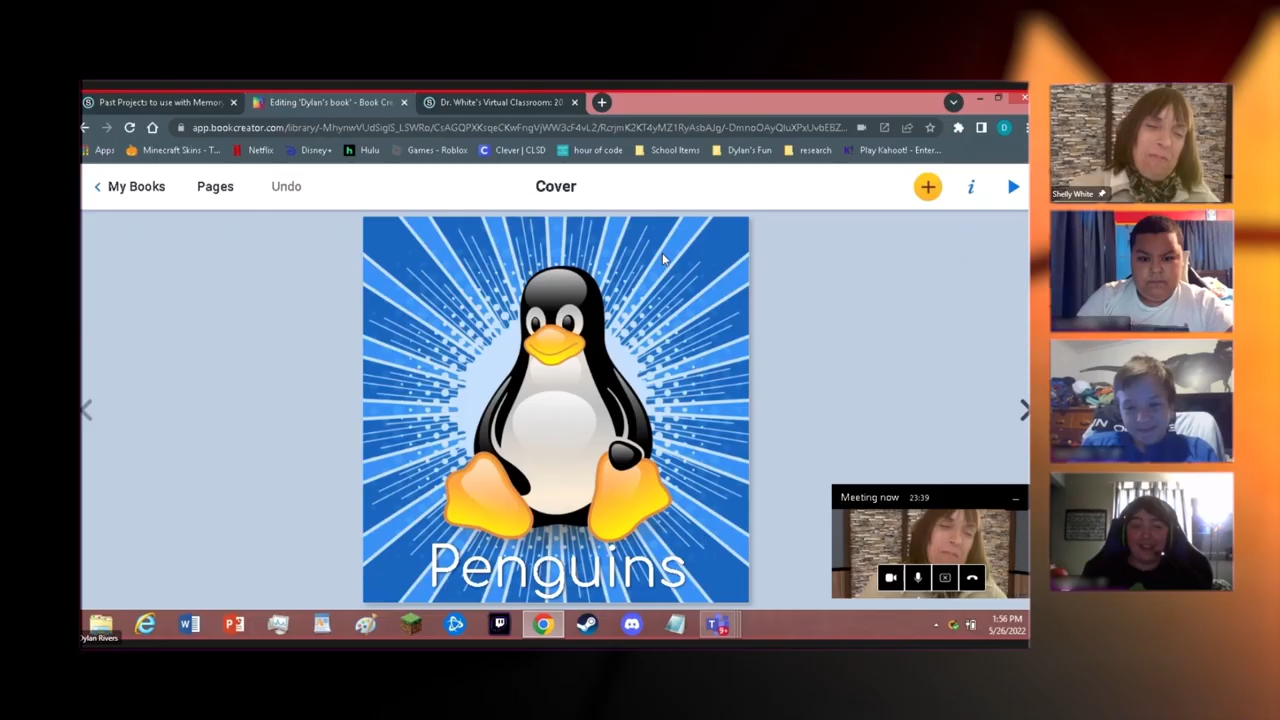 Past Projects to use with Memor
Editing 'Dylan's book' - Book Cre
Dr. White's Virtual Classroom: 20
Apps
Minecraft Skins - T...
Netflix
Disney+
Hulu
Games - Roblox
Clever | CLSD
hour of code
School Items
Dylan's Fun
research
Play Kahoot! - Enter...
My Books
Pages
Undo
Cover
Penguins
Meeting now 23:39
Shelly White
Dylan Rivers
1:56 PM
5/26/2022